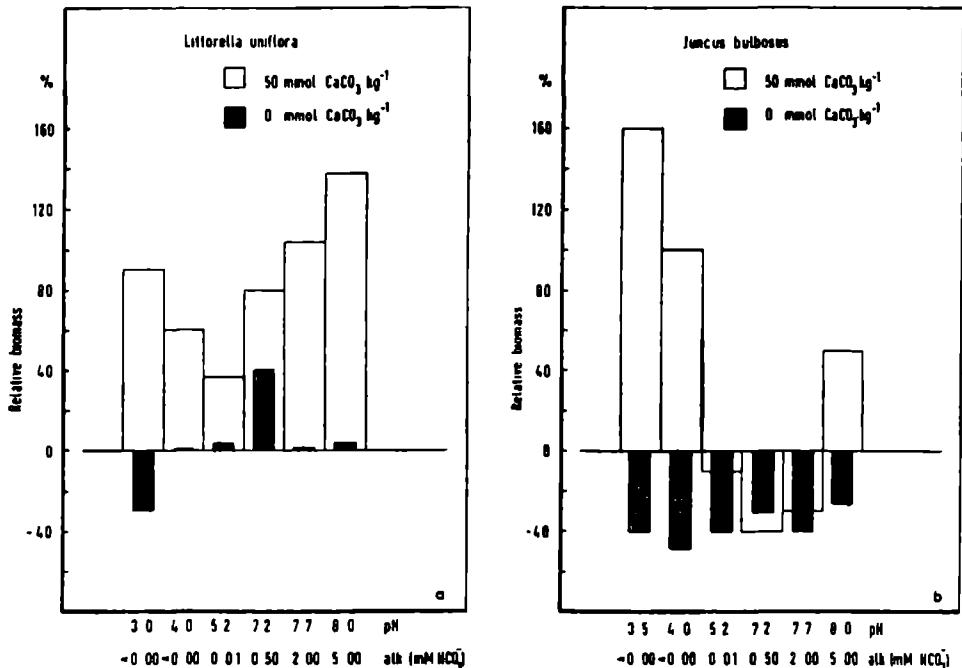 Littorella uniflora
%
50 mmol CaCO3 kg-1
0 mmol CaCO3 kg-1
160
120
80
40
0
-40
Relative biomass
a
3 0 4 0 5 2 7 2 7 7 8 0 pH
<0 00 <0 00 0 01 0 50 2 00 5 00 alk (mM HCO3-)
Juncus bulbosus
%
50 mmol CaCO3 kg-1
0 mmol CaCO3 kg-1
160
120
80
40
0
-40
Relative biomass
b
3 5 4 0 5 2 7 2 7 7 8 0 pH
<0 00 <0 00 0 01 0 50 2 00 5 00 alk (mM HCO3-)